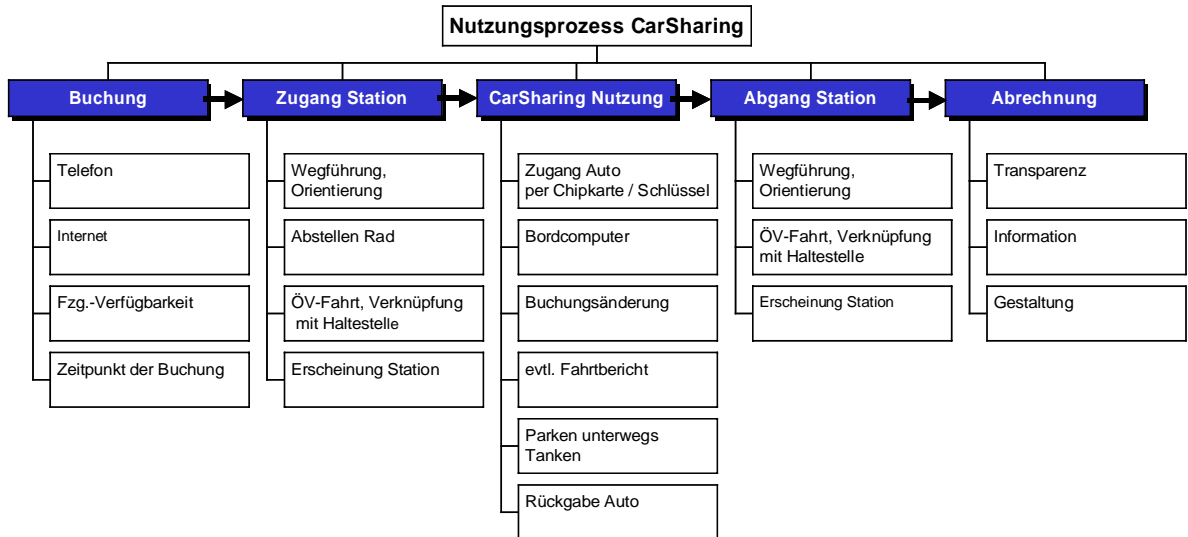 Nutzungsprozess CarSharing
Buchung
Zugang Station
CarSharing Nutzung
Abgang Station
Abrechnung
Telefon
Internet
Fzg.-Verfügbarkeit
Zeitpunkt der Buchung
Wegführung,
Orientierung
Abstellen Rad
ÖV-Fahrt, Verknüpfung
mit Haltestelle
Erscheinung Station
Zugang Auto
per Chipkarte / Schlüssel
Bordcomputer
Buchungsänderung
evtl. Fahrtbericht
Parken unterwegs
Tanken
Rückgabe Auto
Wegführung,
Orientierung
ÖV-Fahrt, Verknüpfung
mit Haltestelle
Erscheinung Station
Transparenz
Information
Gestaltung